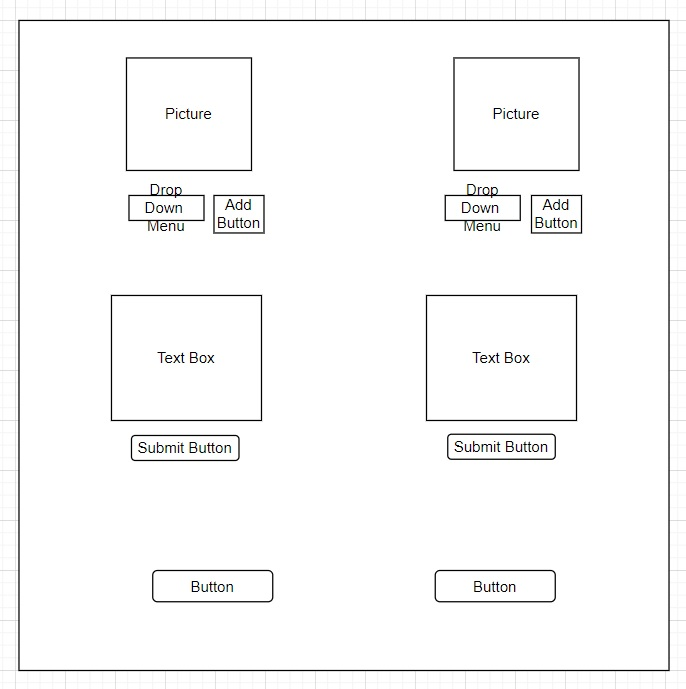 Picture
Picture
Drop
Down
Menu
Add
Button
Drop
Down
Menu
Add
Button
Text Box
Text Box
Submit Button
Submit Button
Button
Button